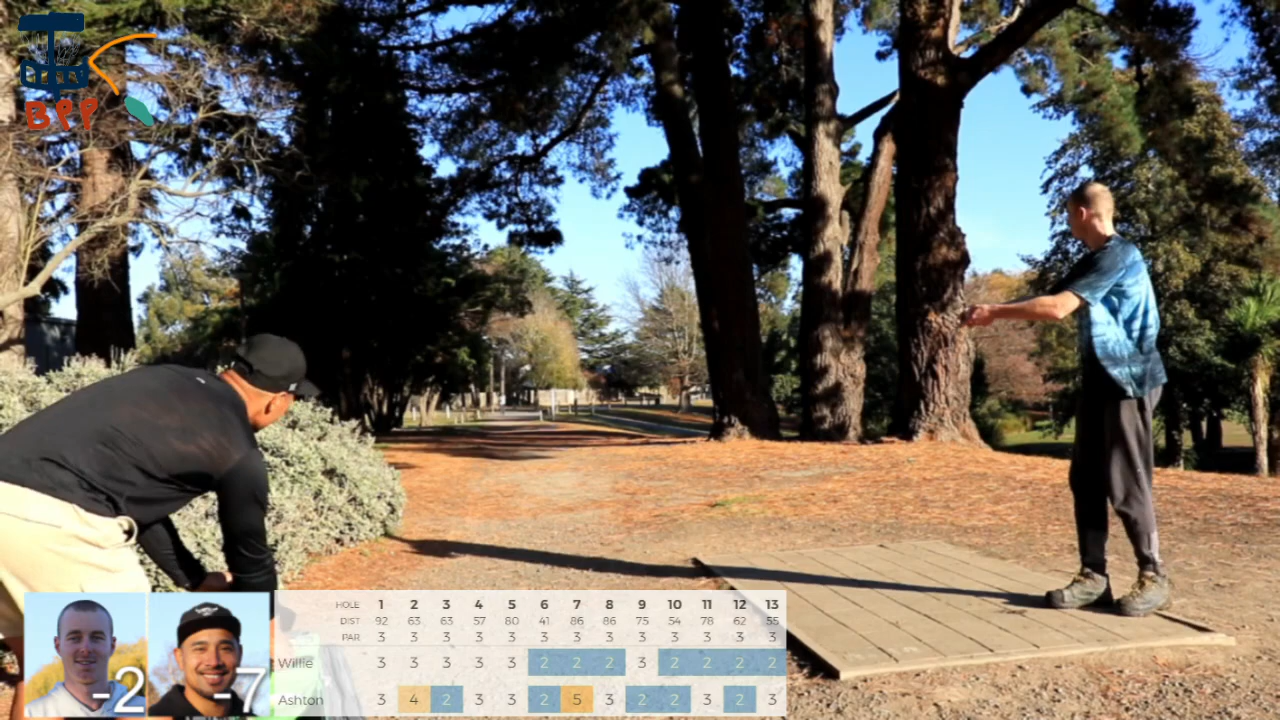 BPP
HOLE 1 2 3 4 5 6 7 8 9 10 11 12 13
DIST 92 63 63 57 80 41 86 86 75 54 78 62 55
PAR 3 3 3 3 3 3 3 3 3 3 3 3 3
Willie 3 3 3 3 3 2 2 2 3 2 2 2 2
Ashton 3 4 2 3 3 2 5 3 2 2 3 2 3
-2 -7